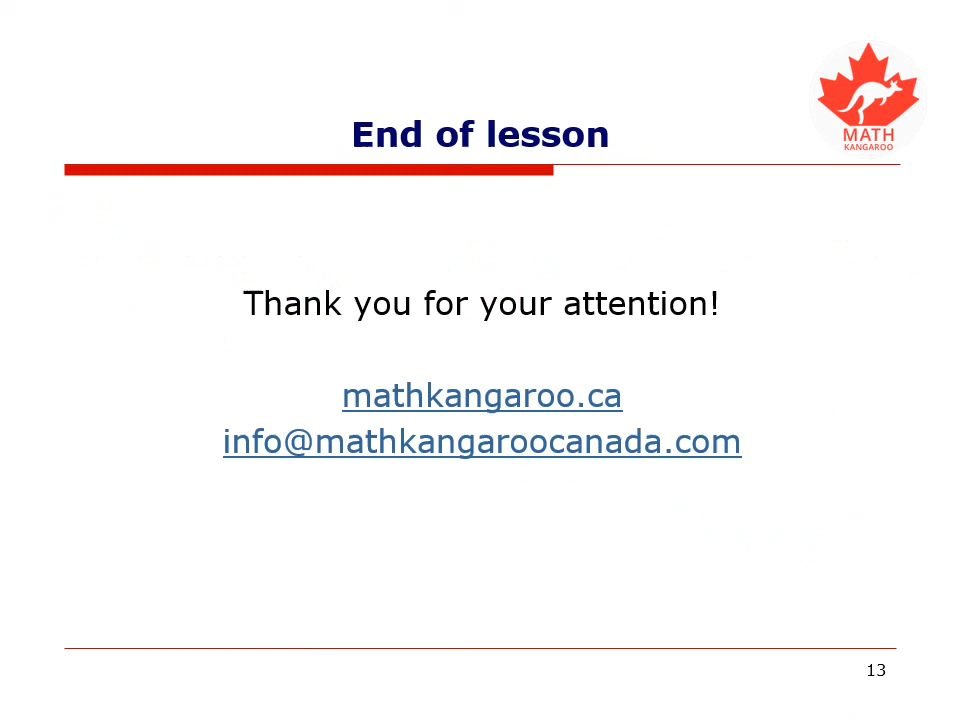 MATH
KANGAROO
End of lesson
Thank you for your attention!
mathkangaroo.ca
info@mathkangaroocanada.com
13